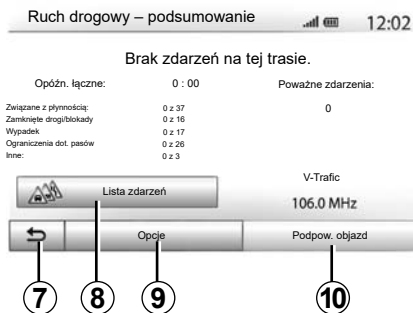 Ruch drogowy – podsumowanie 12:02
Brak zdarzeń na tej trasie.
Opóźn. łączne: 0 : 00 Poważne zdarzenia:
Związane z płynnością: 0 z 37 0
Zamknięte drogi/blokady 0 z 16
Wypadek 0 z 17
Ograniczenia dot. pasów 0 z 26
Inne: 0 z 3
V-Trafic
Lista zdarzeń
106.0 MHz
Opcje Podpow. objazd
7 8 9 10